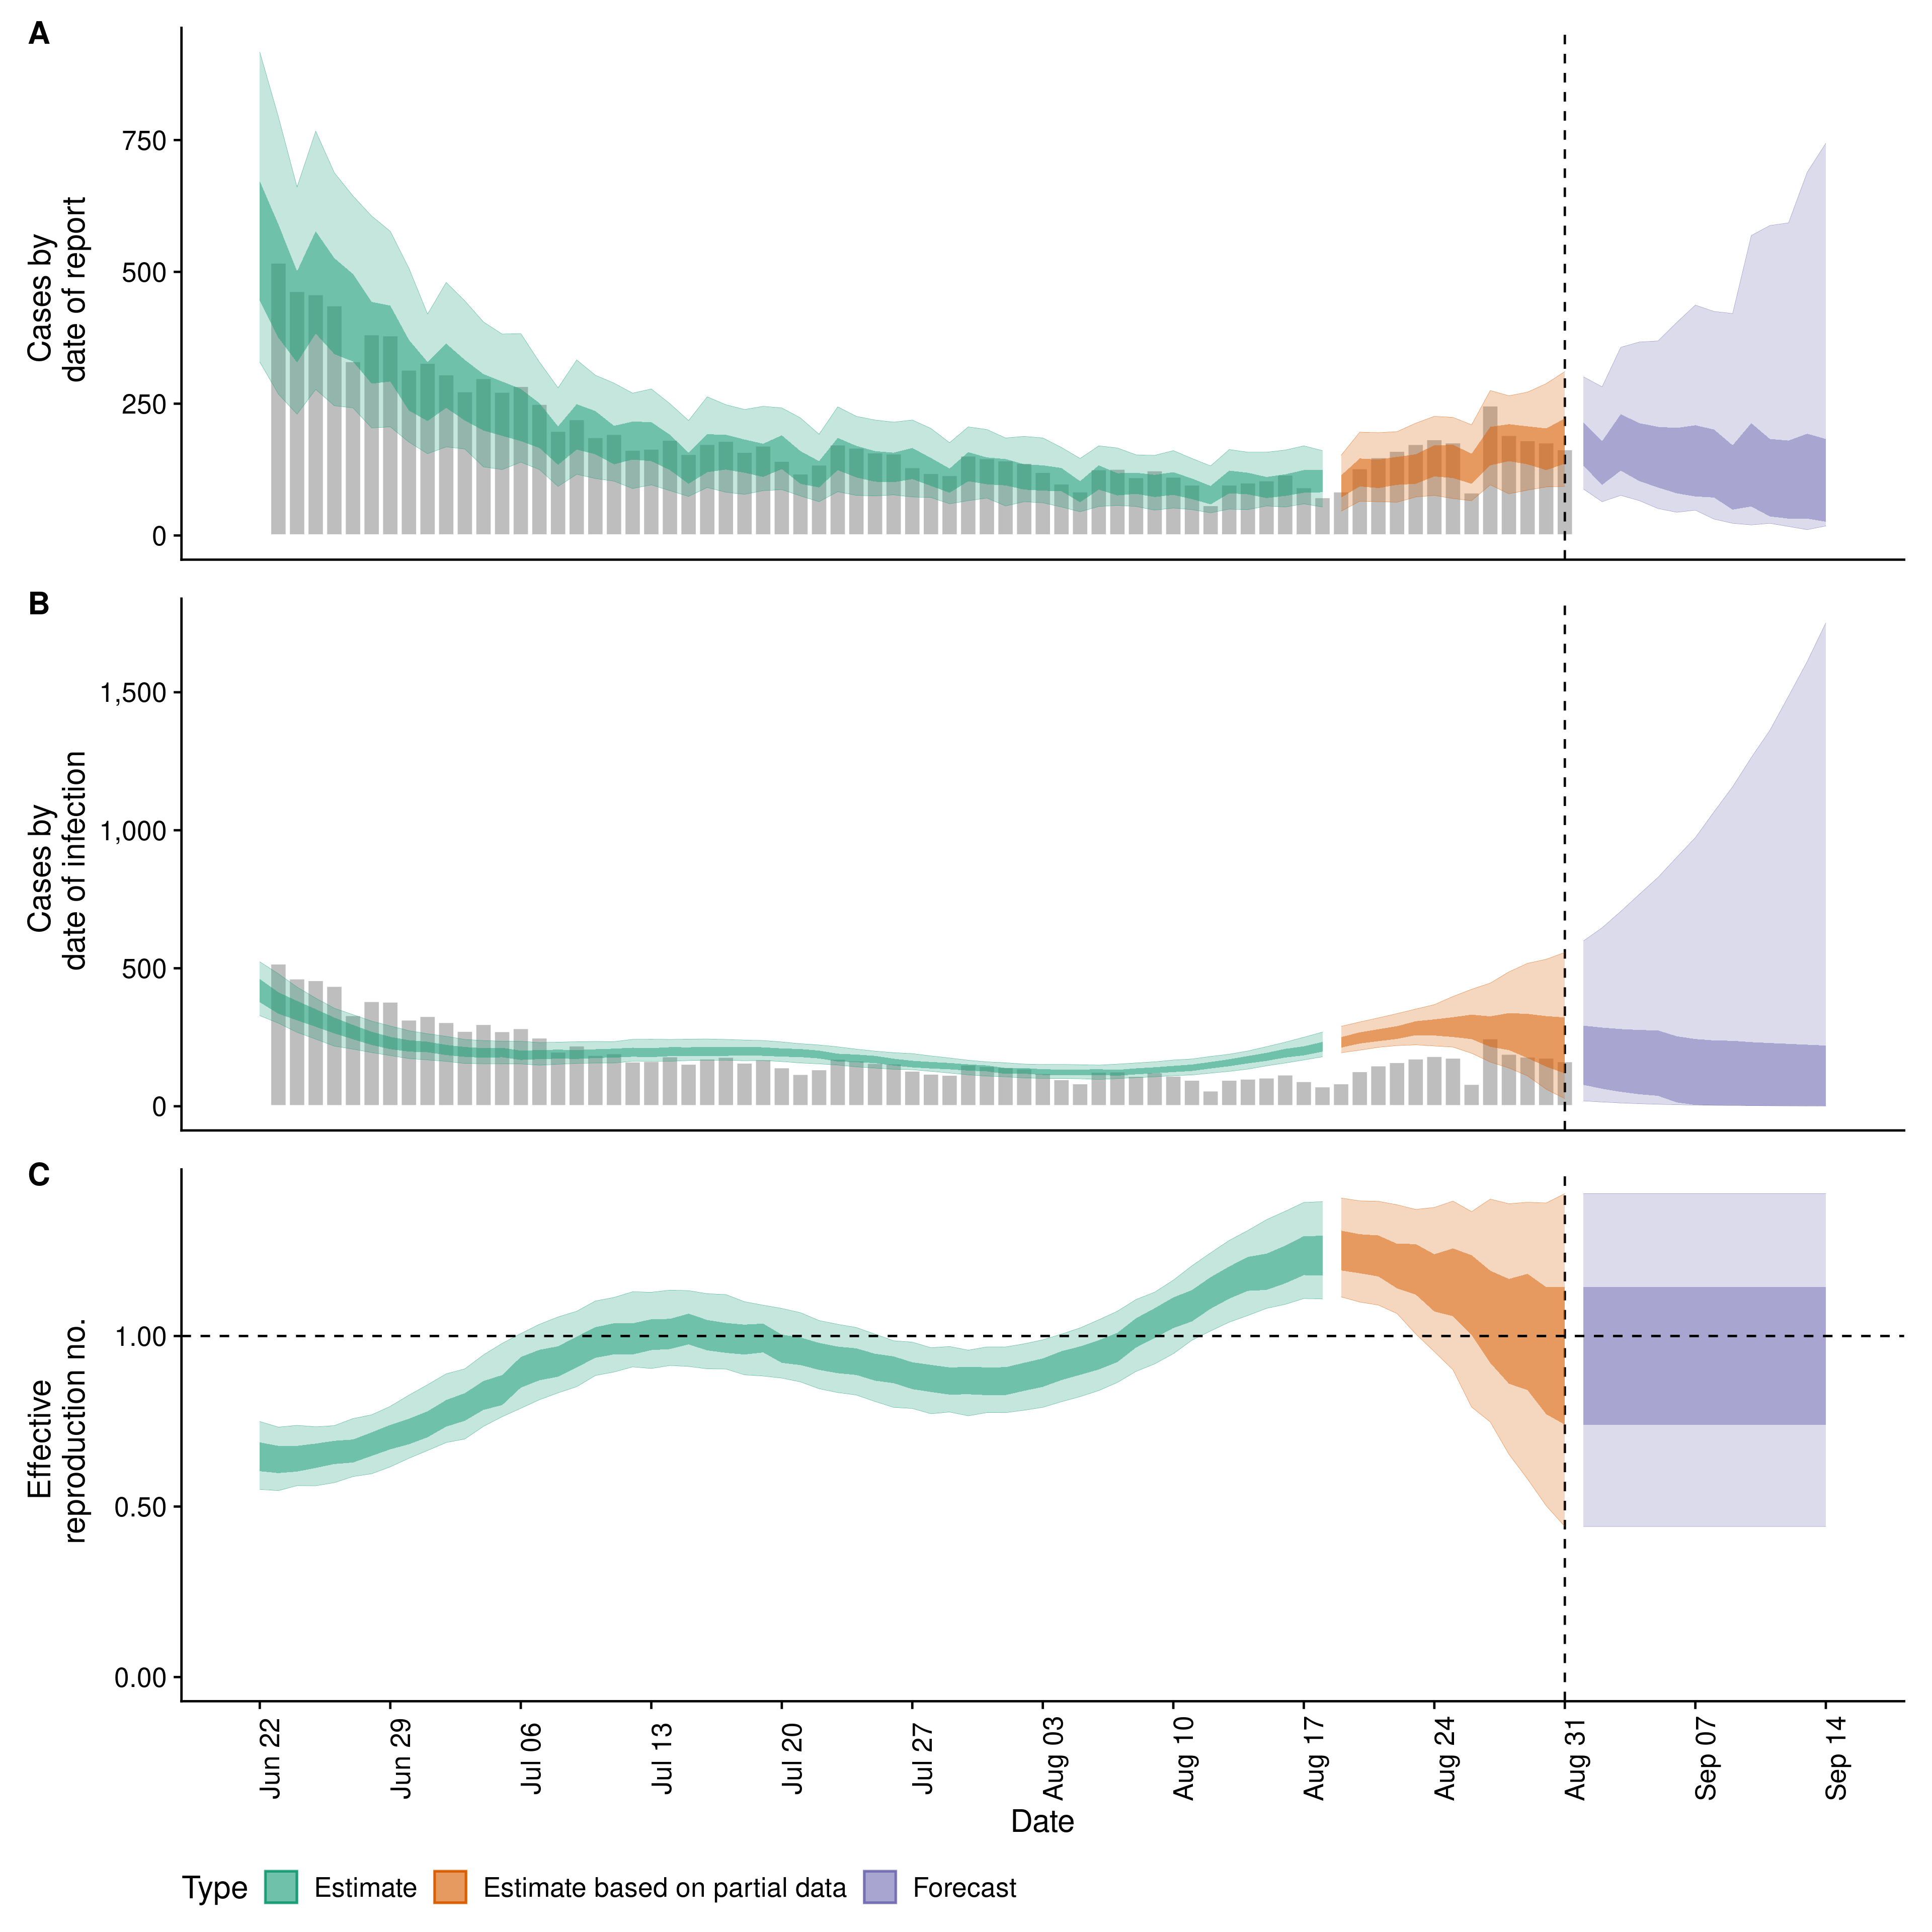 A
Cases by
date of report
750
500
250
0
B
Cases by
date of infection
1,500
1,000
500
0
C
Effective
reproduction no.
1.00
0.50
0.00
Jun 22
Jun 29
Jul 06
Jul 13
Jul 20
Jul 27
Aug 03
Aug 10
Aug 17
Aug 24
Aug 31
Sep 07
Sep 14
Date
Type Estimate Estimate based on partial data Forecast